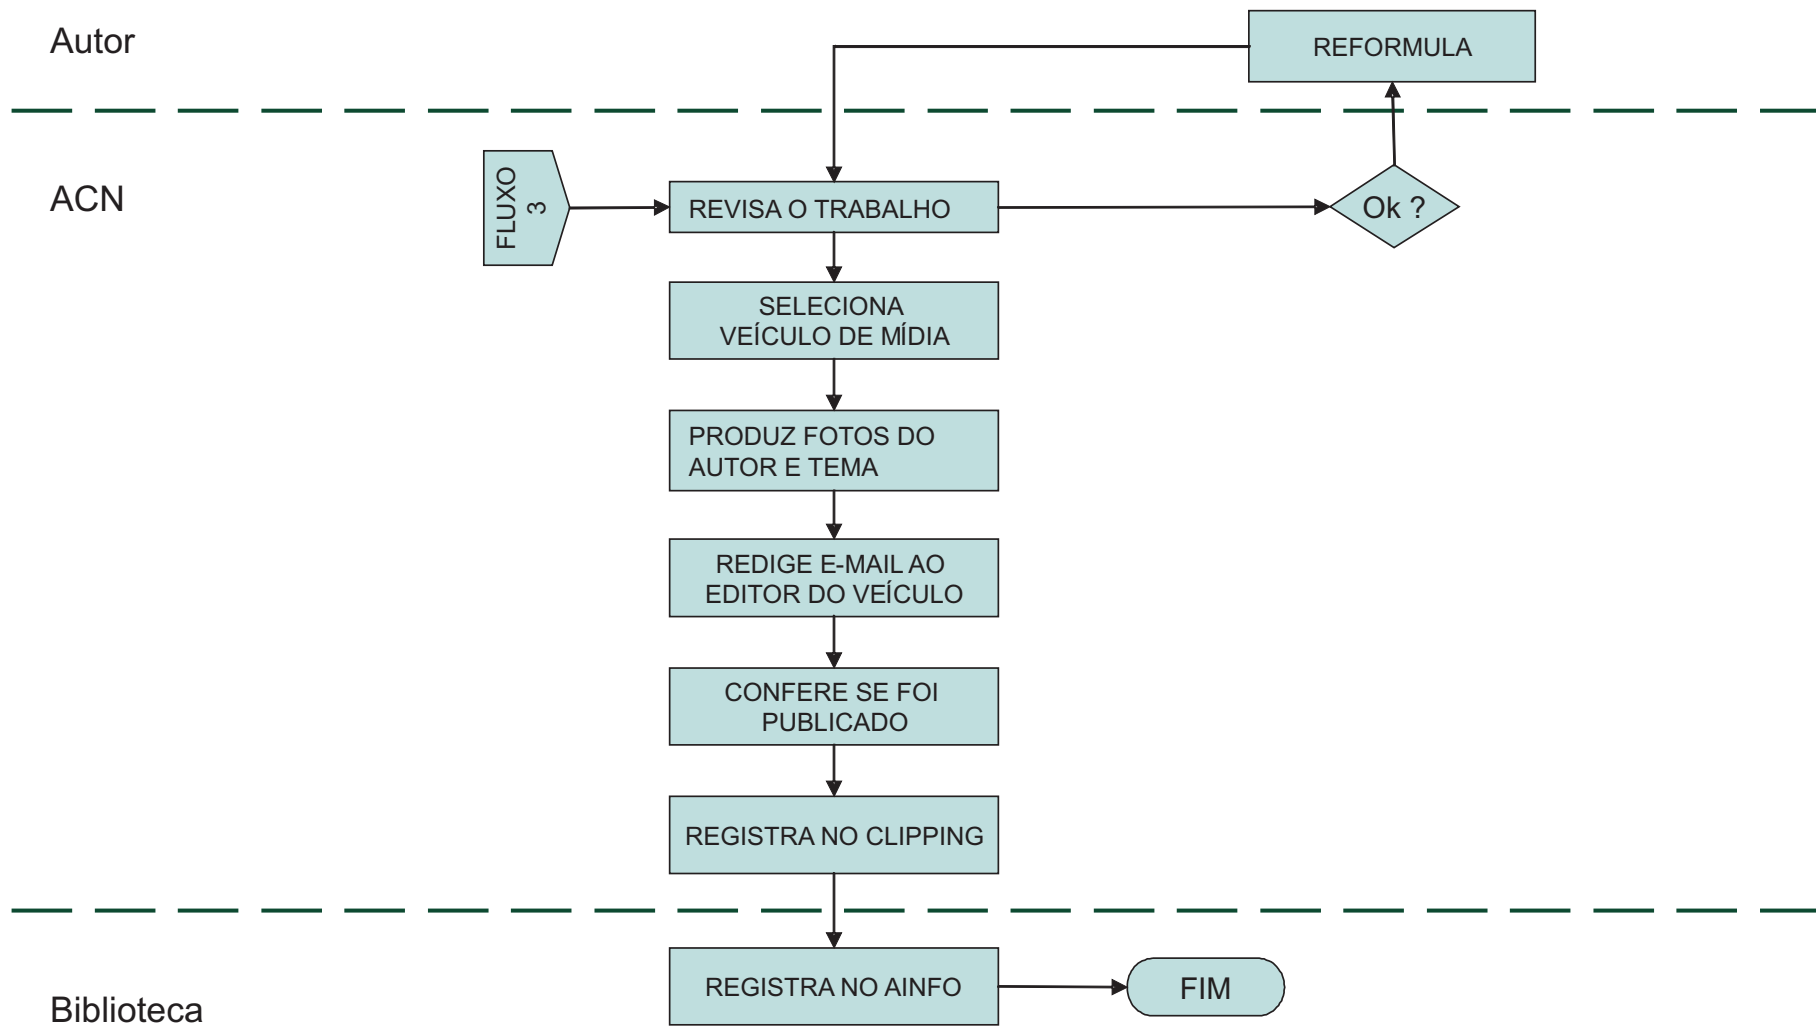 Autor
REFORMULA
ACN
FLUXO
3
REVISA O TRABALHO
Ok ?
SELECIONA
VEÍCULO DE MÍDIA
PRODUZ FOTOS DO
AUTOR E TEMA
REDIGE E-MAIL AO
EDITOR DO VEÍCULO
CONFERE SE FOI
PUBLICADO
REGISTRA NO CLIPPING
REGISTRA NO AINFO
FIM
Biblioteca